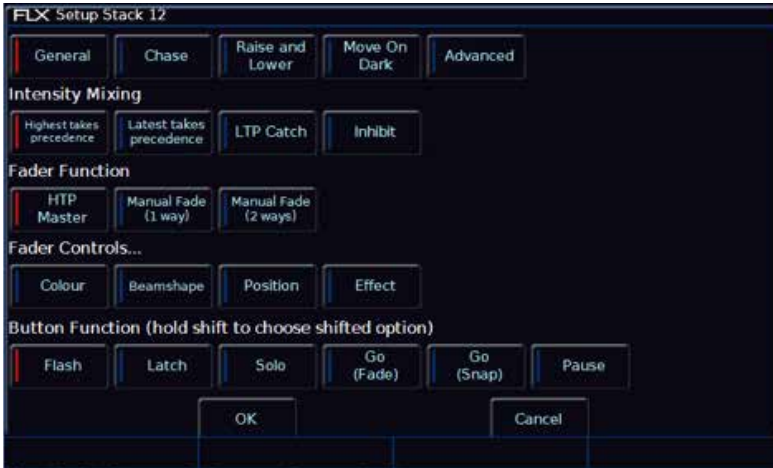 FLX Setup Stack 12
General
Chase
Raise and
Lower
Move On
Dark
Advanced
Intensity Mixing
Highest takes
precedence
Latest takes
precedence
LTP Catch
Inhibit
Fader Function
HTP
Master
Manual Fade
(1 way)
Manual Fade
(2 ways)
Fader Controls...
Colour
Beamshape
Position
Effect
Button Function (hold shift to choose shifted option)
Flash
Latch
Solo
Go
(Fade)
Go
(Snap)
Pause
OK
Cancel